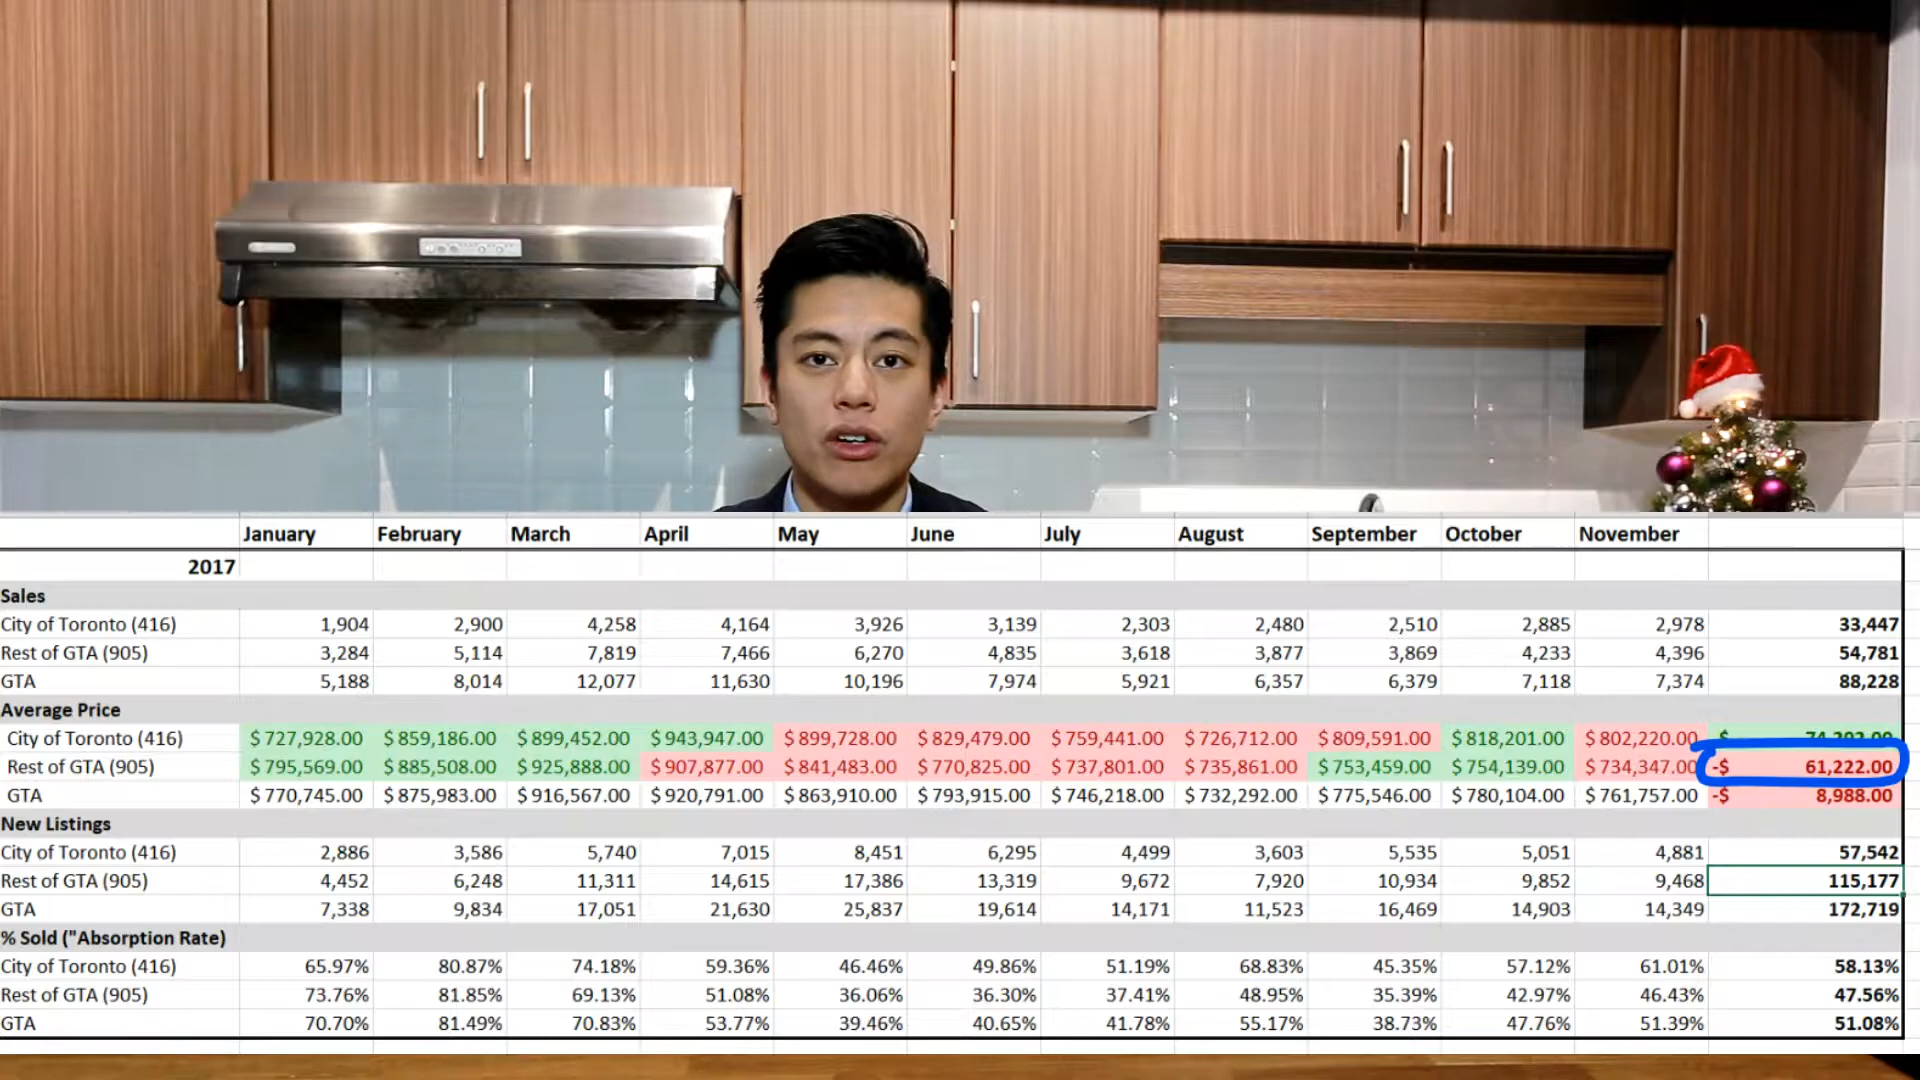 January February March April May June July August September October November
2017
Sales
City of Toronto (416) 1,904 2,900 4,258 4,164 3,926 3,139 2,303 2,480 2,510 2,885 2,978 33,447
Rest of GTA (905) 3,284 5,114 7,819 7,466 6,270 4,835 3,618 3,877 3,869 4,233 4,396 54,781
GTA 5,188 8,014 12,077 11,630 10,196 7,974 5,921 6,357 6,379 7,118 7,374 88,228
Average Price
City of Toronto (416) $ 727,928.00 $ 859,186.00 $ 899,452.00 $ 943,947.00 $ 899,728.00 $ 829,479.00 $ 759,441.00 $ 726,712.00 $ 809,591.00 $ 818,201.00 $ 802,220.00 $
Rest of GTA (905) $ 795,569.00 $ 885,508.00 $ 925,888.00 $ 907,877.00 $ 841,483.00 $ 770,825.00 $ 737,801.00 $ 735,861.00 $ 753,459.00 $ 754,139.00 $ 734,347.00 -$ 61,222.00
GTA $ 770,745.00 $ 875,983.00 $ 916,567.00 $ 920,791.00 $ 863,910.00 $ 793,915.00 $ 746,218.00 $ 732,292.00 $ 775,546.00 $ 780,104.00 $ 761,757.00 -$ 8,988.00
New Listings
City of Toronto (416) 2,886 3,586 5,740 7,015 8,451 6,295 4,499 3,603 5,535 5,051 4,881 57,542
Rest of GTA (905) 4,452 6,248 11,311 14,615 17,386 13,319 9,672 7,920 10,934 9,852 9,468 115,177
GTA 7,338 9,834 17,051 21,630 25,837 19,614 14,171 11,523 16,469 14,903 14,349 172,719
% Sold ("Absorption Rate)
City of Toronto (416) 65.97% 80.87% 74.18% 59.36% 46.46% 49.86% 51.19% 68.83% 45.35% 57.12% 61.01% 58.13%
Rest of GTA (905) 73.76% 81.85% 69.13% 51.08% 36.06% 36.30% 37.41% 48.95% 35.39% 42.97% 46.43% 47.56%
GTA 70.70% 81.49% 70.83% 53.77% 39.46% 40.65% 41.78% 55.17% 38.73% 47.76% 51.39% 51.08%